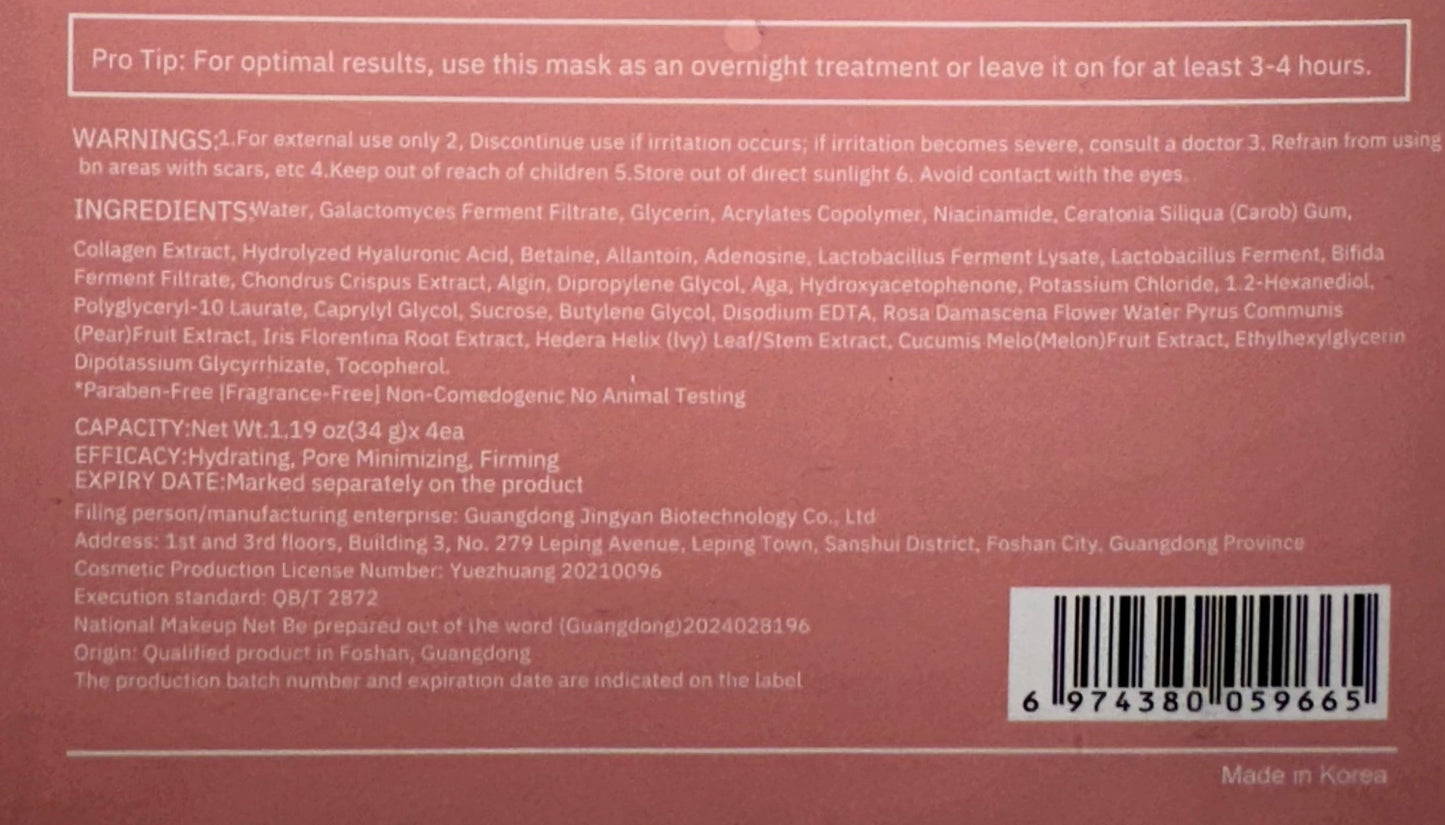 Pro Tip: For optimal results, use this mask as an overnight treatment or leave it on for at least 3-4 hours.
WARNINGS:1.For external use only 2, Discontinue use if irritation occurs; if irritation becomes severe, consult a doctor 3. Refrain from using
bn areas with scars, etc 4.Keep out of reach of children 5.Store out of direct sunlight 6. Avoid contact with the eyes.
INGREDIENTS:Water, Galactomyces Ferment Filtrate, Glycerin, Acrylates Copolymer, Niacinamide, Ceratonia Siliqua (Carob) Gum,
Collagen Extract, Hydrolyzed Hyaluronic Acid, Betaine, Allantoin, Adenosine, Lactobacillus Ferment Lysate, Lactobacillus Ferment, Bifida
Ferment Filtrate, Chondrus Crispus Extract, Algin, Dipropylene Glycol, Aga, Hydroxyacetophenone, Potassium Chloride, 1.2-Hexanediol,
Polyglyceryl-10 Laurate, Caprylyl Glycol, Sucrose, Butylene Glycol, Disodium EDTA, Rosa Damascena Flower Water Pyrus Communis
(Pear)Fruit Extract, Iris Florentina Root Extract, Hedera Helix (Ivy) Leaf/Stem Extract, Cucumis Melo(Melon)Fruit Extract, Ethylhexylglycerin
Dipotassium Glycyrrhizate, Tocopherol.
*Paraben-Free |Fragrance-Free| Non-Comedogenic No Animal Testing
CAPACITY:Net Wt.1,19 oz(34 g)x 4ea
EFFICACY:Hydrating, Pore Minimizing, Firming
EXPIRY DATE:Marked separately on the product
Filing person/manufacturing enterprise: Guangdong Jingyan Biotechnology Co., Ltd
Address: 1st and 3rd floors, Building 3, No. 279 Leping Avenue, Leping Town, Sanshui District, Foshan City, Guangdong Province
Cosmetic Production License Number: Yuezhuang 20210096
Execution standard: QB/T 2872
National Makeup Net Be prepared out of the word (Guangdong)2024028196
Origin: Qualified product in Foshan, Guangdong
The production batch number and expiration date are indicated on the label
6 974380 059665
Made in Korea